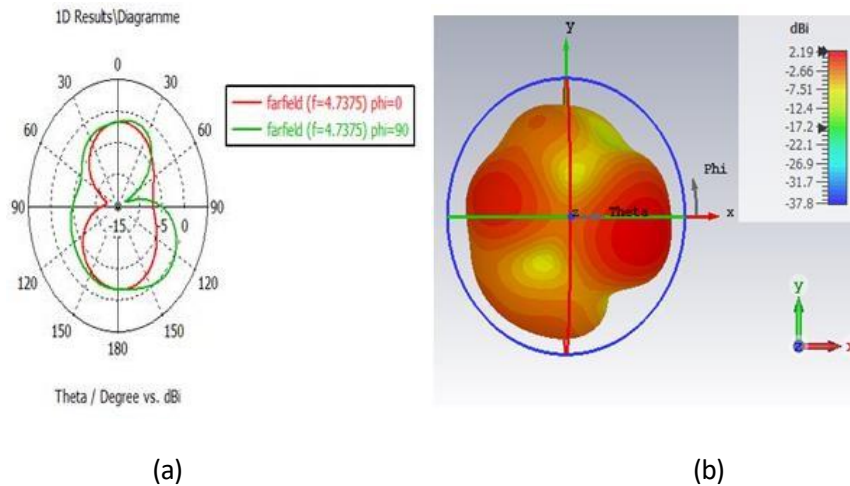 1D Results\Diagramme
0
30 30
60 60
90 90
-15 -5 0
120 120
150 150
180
Theta / Degree vs. dBi
farfield (f=4.7375) phi=0
farfield (f=4.7375) phi=90
(a)
y
Phi
z Theta x
dBi
2.19
-2.66
-7.51
-12.4
-17.2
-22.1
-26.9
-32.8
-37.8
y
z x
(b)